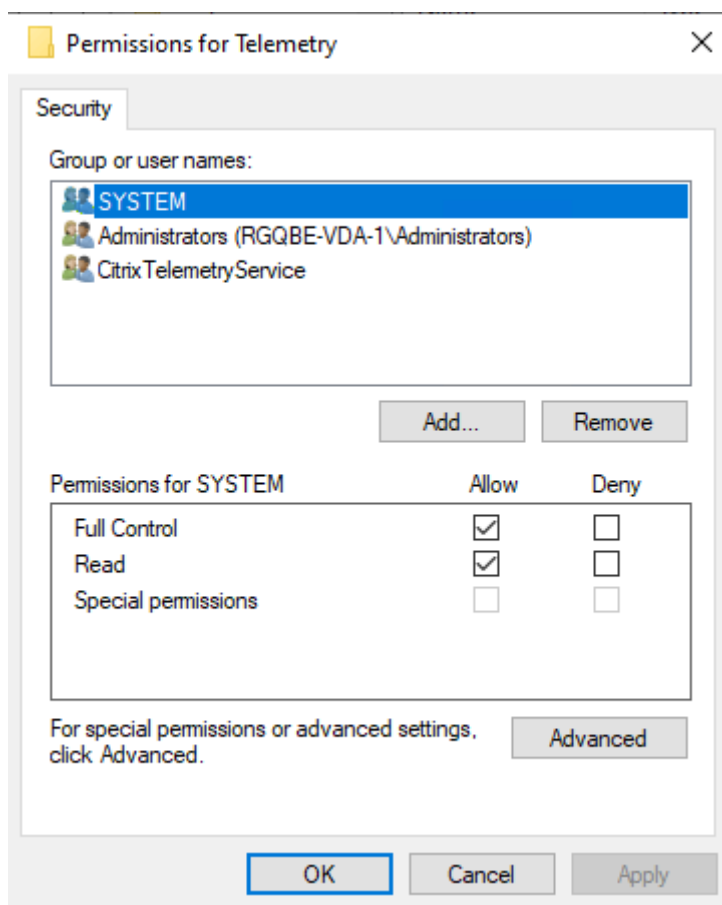 Permissions for Telemetry
Security
Group or user names:
SYSTEM
Administrators (RGQBE-VDA-1\Administrators)
CitrixTelemetryService
Add... Remove
Permissions for SYSTEM Allow Deny
Full Control
Read
Special permissions
For special permissions or advanced settings,
click Advanced.
Advanced
OK Cancel Apply